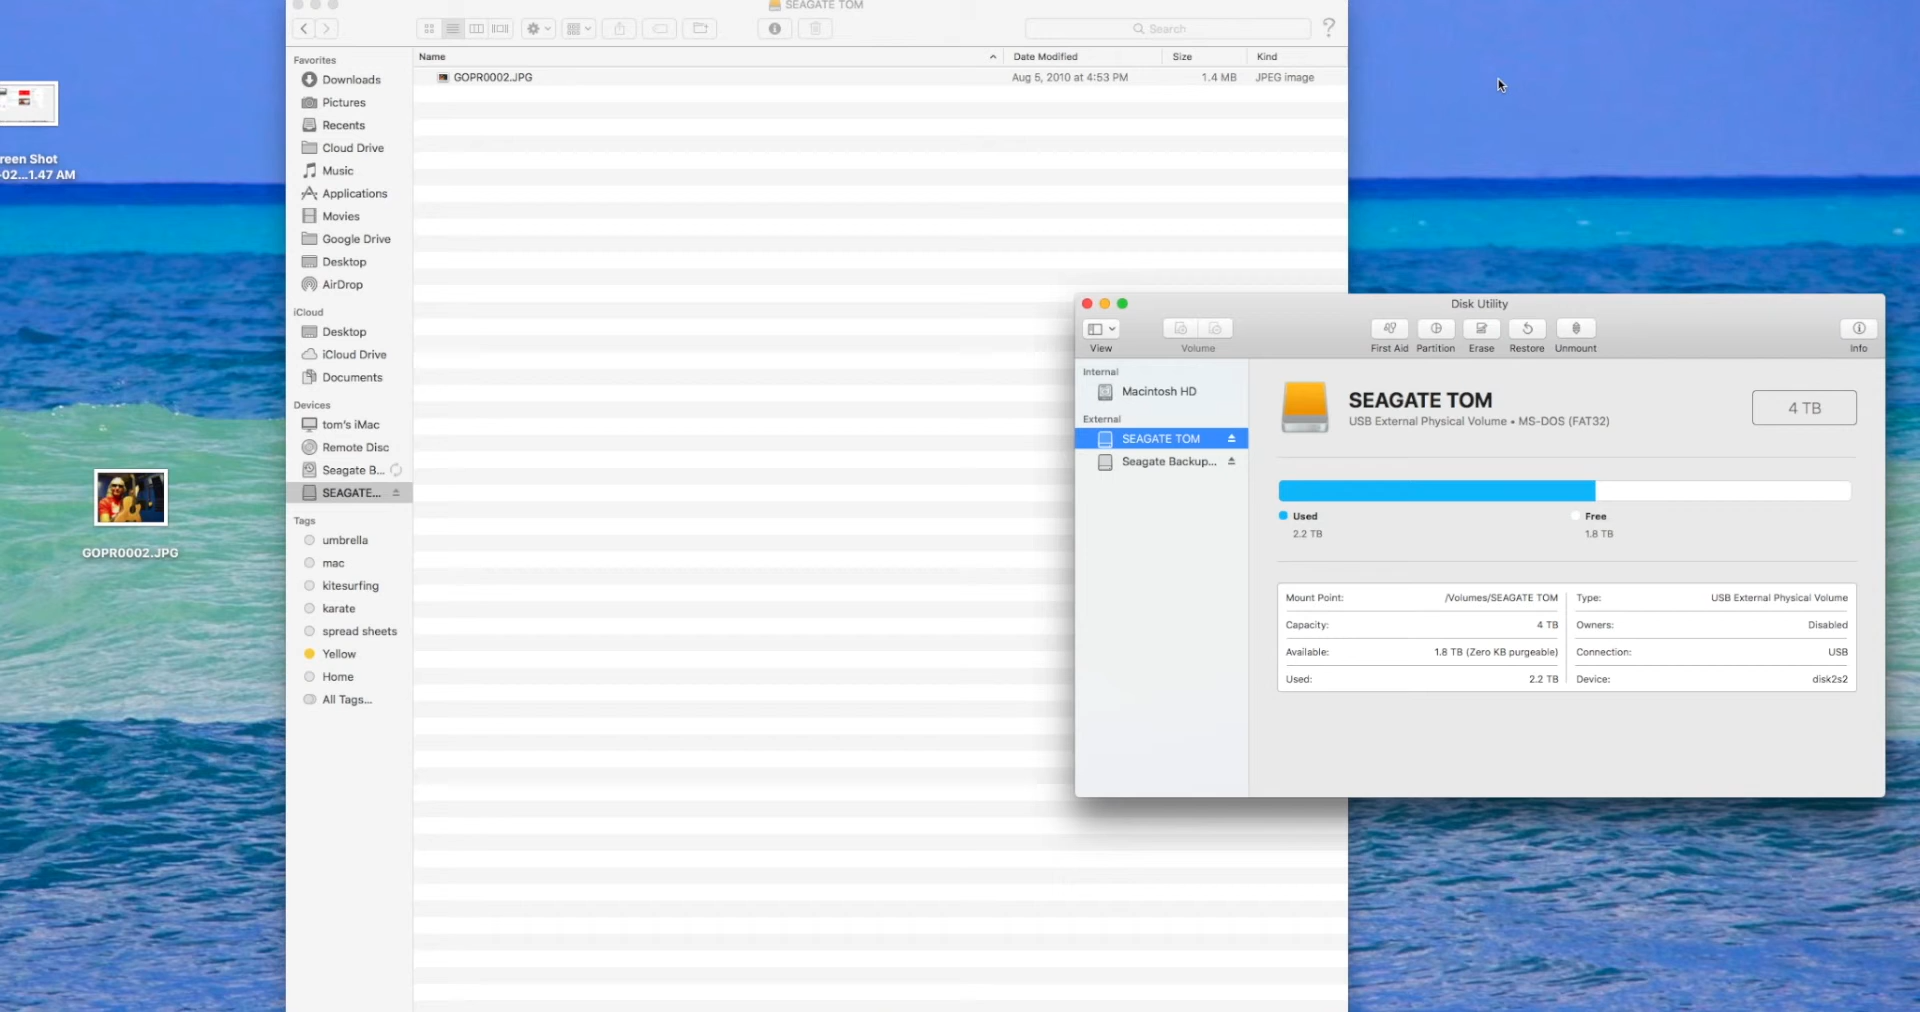 SEAGATE TOM
Search
?
Name
Date Modified
Size
Kind
GOPR0002.JPG
Aug 5, 2010 at 4:53 PM
1.4 MB
JPEG image
Favorites
Downloads
Pictures
Recents
Cloud Drive
Music
Applications
Movies
Google Drive
Desktop
AirDrop
iCloud
Desktop
iCloud Drive
Documents
Devices
tom's iMac
Remote Disc
Seagate B...
SEAGATE...
Tags
umbrella
mac
kitesurfing
karate
spread sheets
Yellow
Home
All Tags...
reen Shot
-02...1.47 AM
GOPR0002.JPG
Disk Utility
View
Volume
First Aid
Partition
Erase
Restore
Unmount
Info
Internal
Macintosh HD
External
SEAGATE TOM
Seagate Backup...
SEAGATE TOM
USB External Physical Volume • MS-DOS (FAT32)
4 TB
Used
2.2 TB
Free
1.8 TB
Mount Point: /Volumes/SEAGATE TOM
Capacity: 4 TB
Available: 1.8 TB (Zero KB purgeable)
Used: 2.2 TB
Type: USB External Physical Volume
Owners: Disabled
Connection: USB
Device: disk2s2